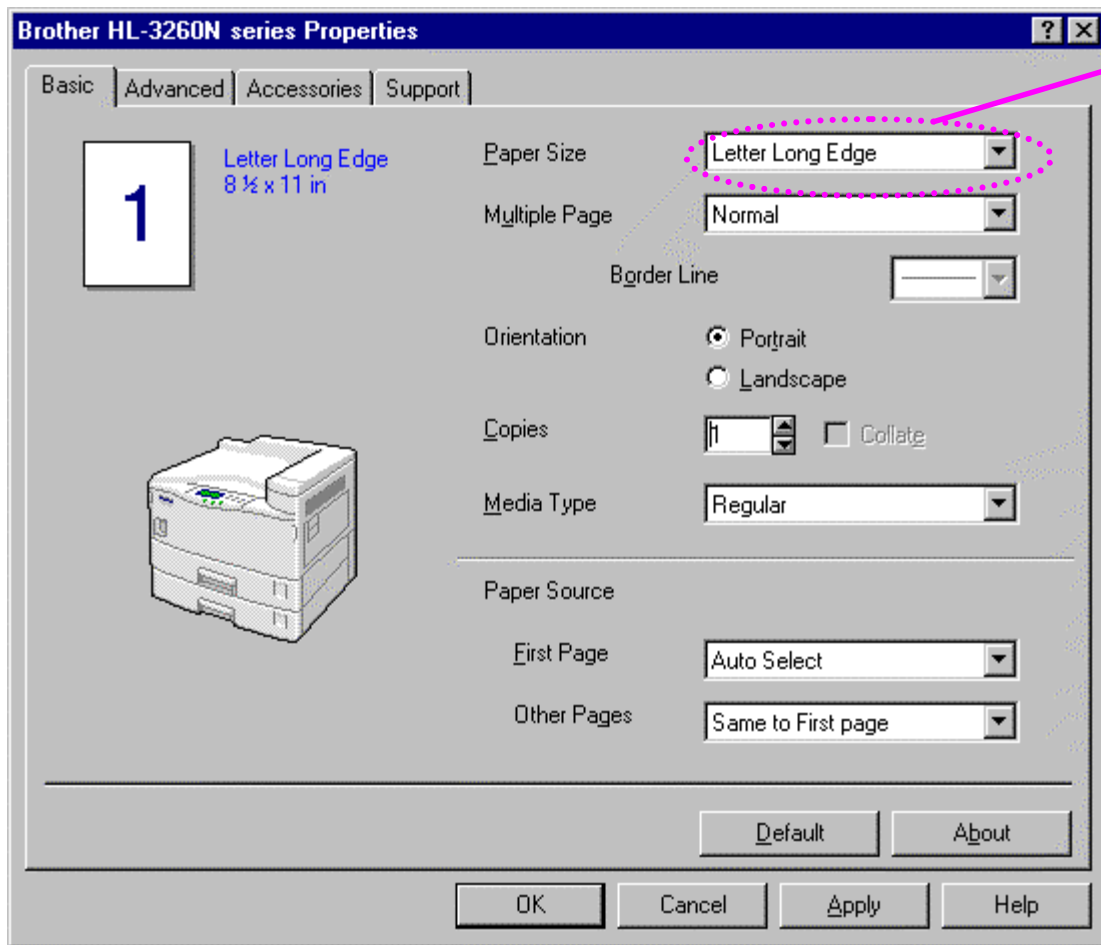 Brother HL-3260N series Properties
Basic Advanced Accessories Support
1
Letter Long Edge
8 ½ x 11 in
Paper Size Letter Long Edge
Multiple Page Normal
Border Line
Orientation Portrait
Landscape
Copies 1 Collate
Media Type Regular
Paper Source
First Page Auto Select
Other Pages Same to First page
Default About
OK Cancel Apply Help